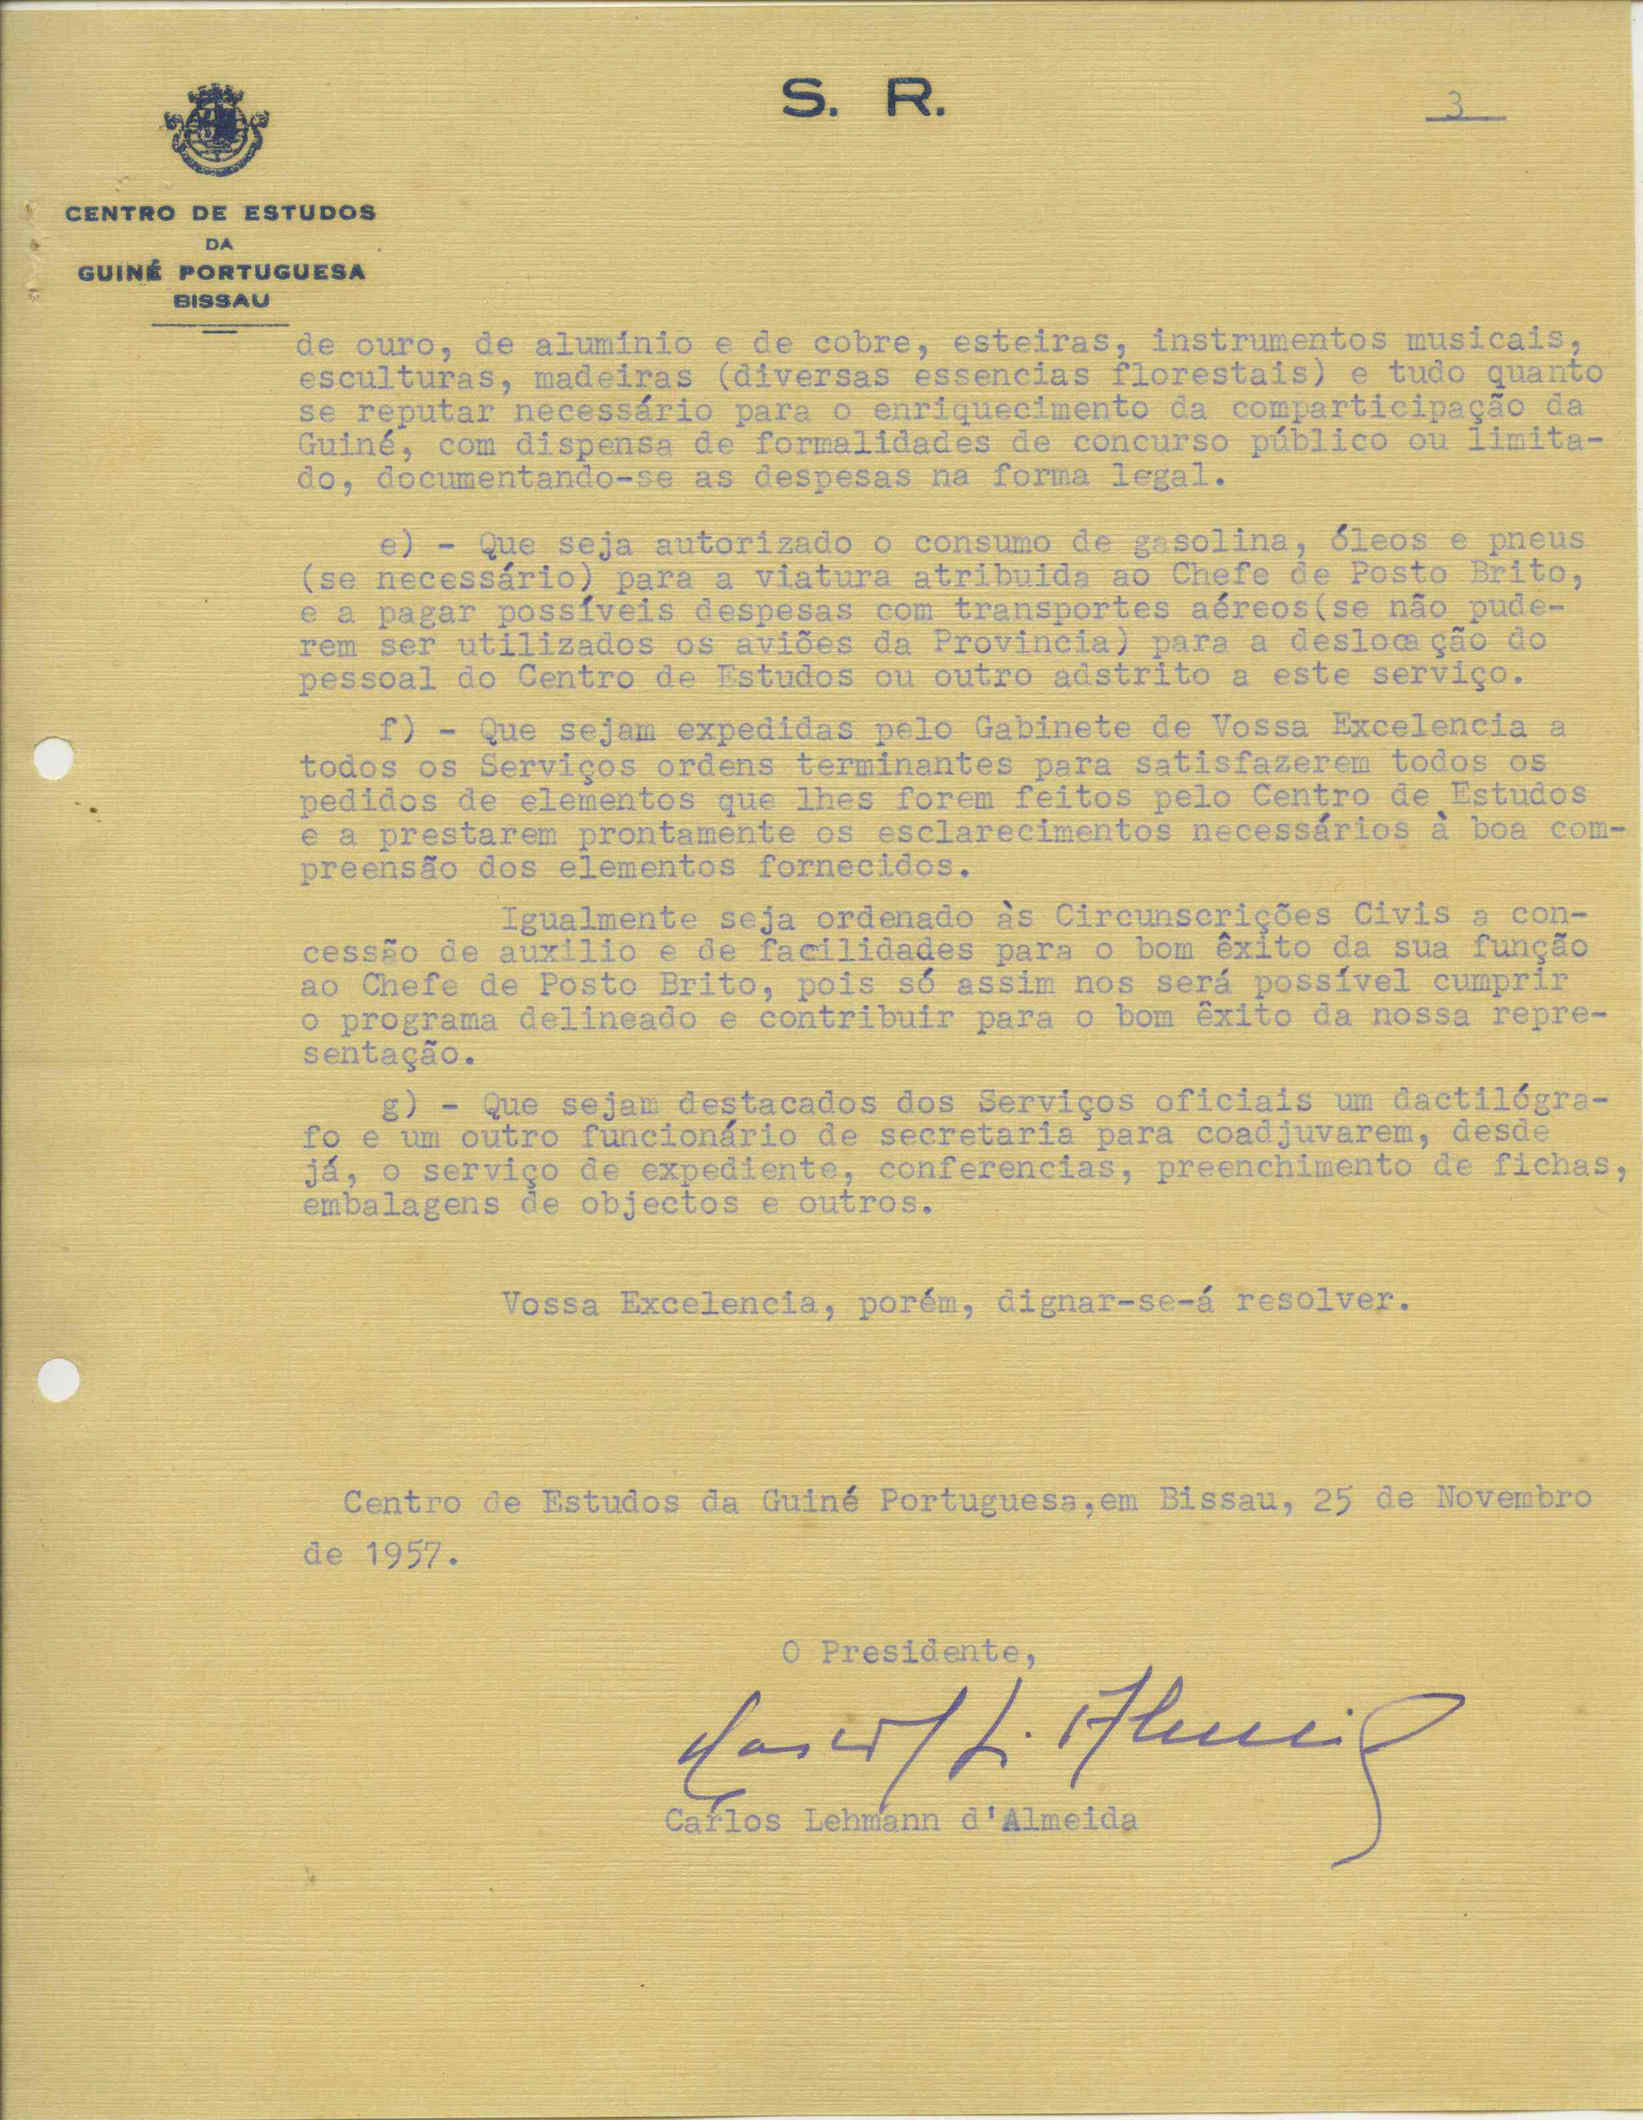 S. R.
3
CENTRO DE ESTUDOS
DA
GUINÉ PORTUGUESA
BISSAU
de ouro, de alumínio e de cobre, esteiras, instrumentos musicais,
esculturas, madeiras (diversas essencias florestais) e tudo quanto
se reputar necessário para o enriquecimento da comparticipação da
Guiné, com dispensa de formalidades de concurso público ou limita-
do, documentando-se as despesas na forma legal.
e) - Que seja autorizado o consumo de gasolina, óleos e pneus
(se necessário) para a viatura atribuida ao Chefe de Posto Brito,
e a pagar possíveis despesas com transportes aéreos(se não pude-
rem ser utilizados os aviões da Provincia) para a deslocação do
pessoal do Centro de Estudos ou outro adstrito a este serviço.
f) - Que sejam expedidas pelo Gabinete de Vossa Excelencia a
todos os Serviços ordens terminantes para satisfazerem todos os
pedidos de elementos que lhes forem feitos pelo Centro de Estudos
e a prestarem prontamente os esclarecimentos necessários à boa com-
preensão dos elementos fornecidos.
Igualmente seja ordenado às Circunscrições Civis a con-
cessão de auxilio e de facilidades para o bom êxito da sua função
ao Chefe de Posto Brito, pois só assim nos será possível cumprir
o programa delineado e contribuir para o bom êxito da nossa repre-
sentação.
g) - Que sejam destacados dos Serviços oficiais um dactilógra-
fo e um outro funcionário de secretaria para coadjuvarem, desde
já, o serviço de expediente, conferencias, preenchimento de fichas,
embalagens de objectos e outros.
Vossa Excelencia, porém, dignar-se-á resolver.
Centro de Estudos da Guiné Portuguesa,em Bissau, 25 de Novembro
de 1957.
O Presidente,
Carlos L. Almeida
Carlos Lehmann d'Almeida